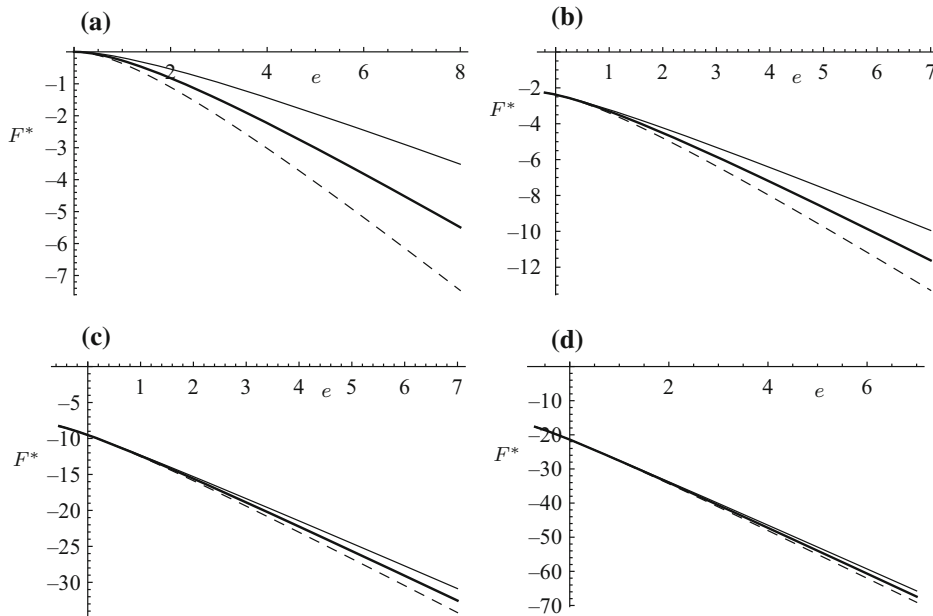 (a)
2 4 e 6 8
–1
–2
F*
–3
–4
–5
–6
–7
(b)
1 2 3 4 e 5 6 7
–2
–4
F*
–6
–8
–10
–12
(c)
1 2 3 4 e 5 6 7
–5
–10
F*
–15
–20
–25
–30
(d)
2 4 e 6
–10
–20
F*
–30
–40
–50
–60
–70